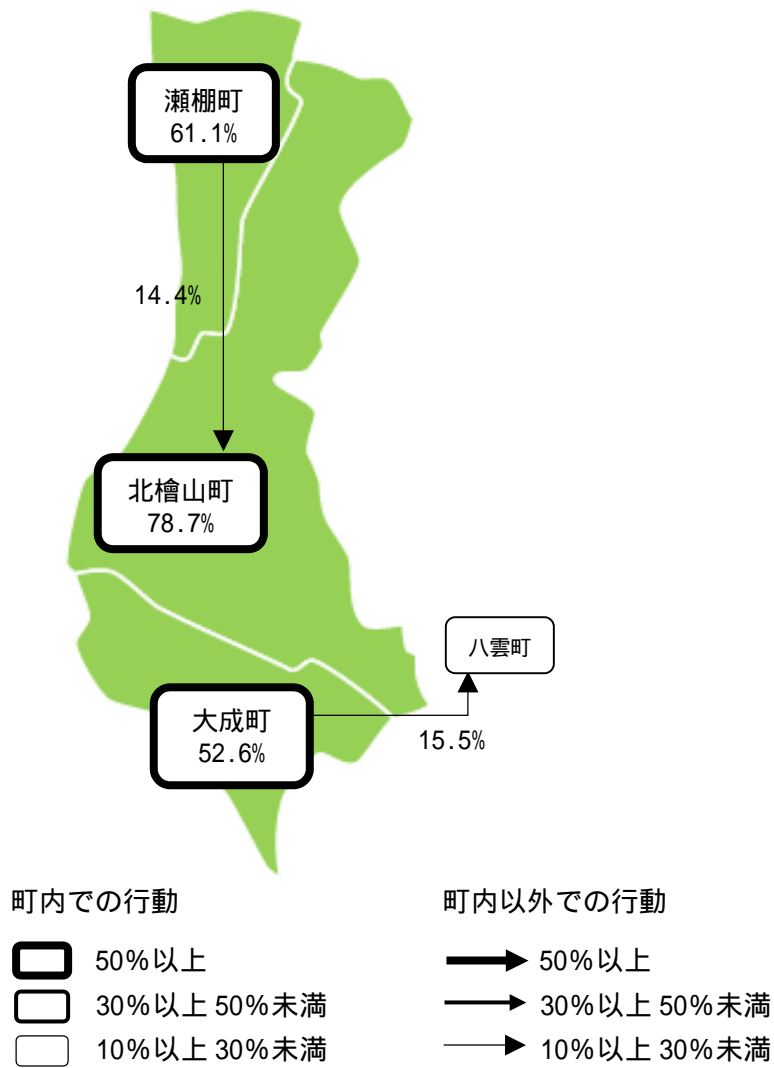 瀬棚町
61.1%
14.4%
北檜山町
78.7%
八雲町
大成町
52.6%
15.5%
町内での行動
50%以上
30%以上 50%未満
10%以上 30%未満
町内以外での行動
50%以上
30%以上 50%未満
10%以上 30%未満